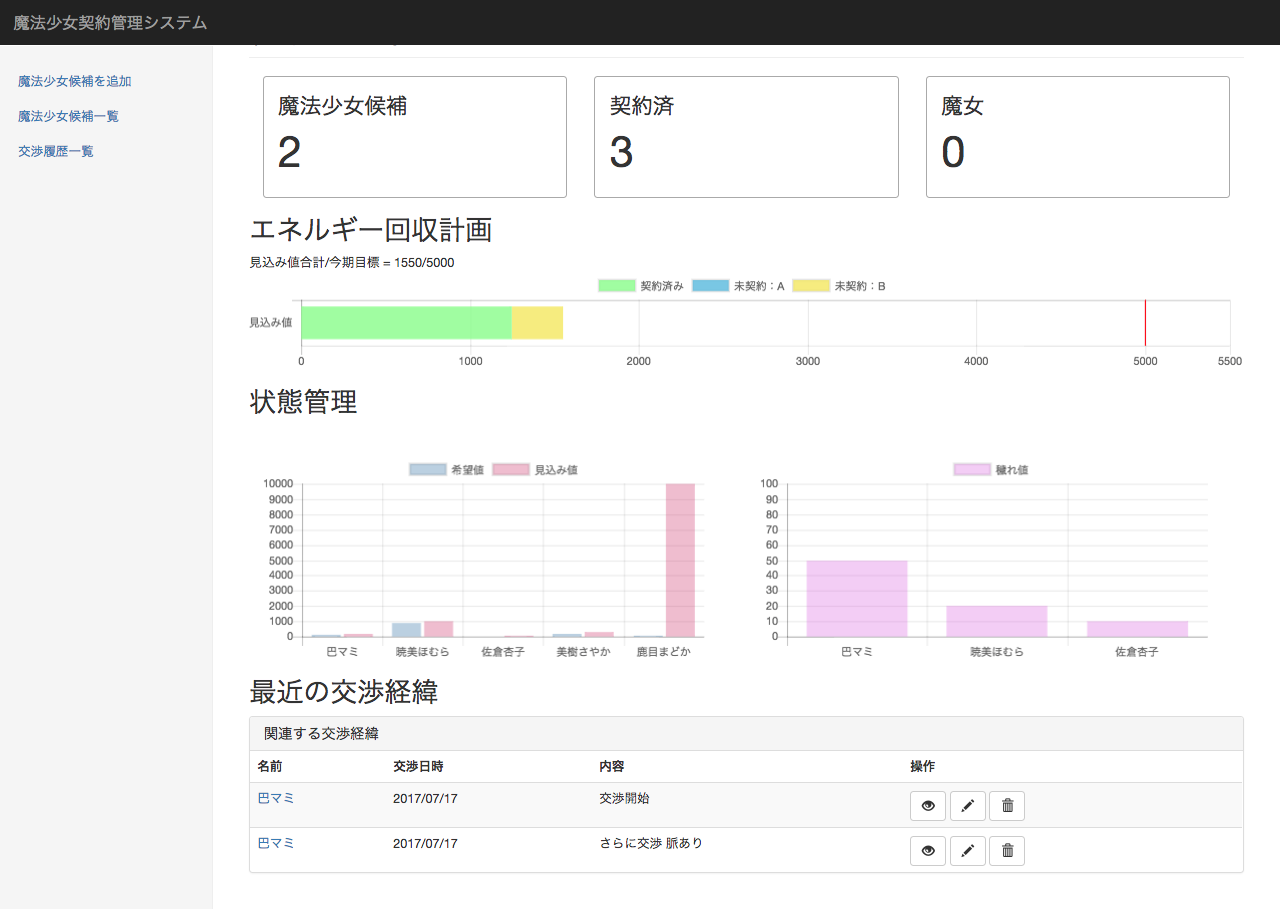 魔法少女契約管理システム
魔法少女候補を追加
魔法少女候補一覧
交渉履歴一覧
魔法少女候補
2
契約済
3
魔女
0
エネルギー回収計画
見込み値合計/今期目標 = 1550/5000
契約済み 未契約：A 未契約：B
見込み値
0 1000 2000 3000 4000 5000 5500
状態管理
希望値 見込み値
10000
9000
8000
7000
6000
5000
4000
3000
2000
1000
0
巴マミ 暁美ほむら 佐倉杏子 美樹さやか 鹿目まどか
穢れ値
100
90
80
70
60
50
40
30
20
10
0
巴マミ 暁美ほむら 佐倉杏子
最近の交渉経緯
関連する交渉経緯
名前 交渉日時 内容 操作
巴マミ 2017/07/17 交渉開始
巴マミ 2017/07/17 さらに交渉 脈あり